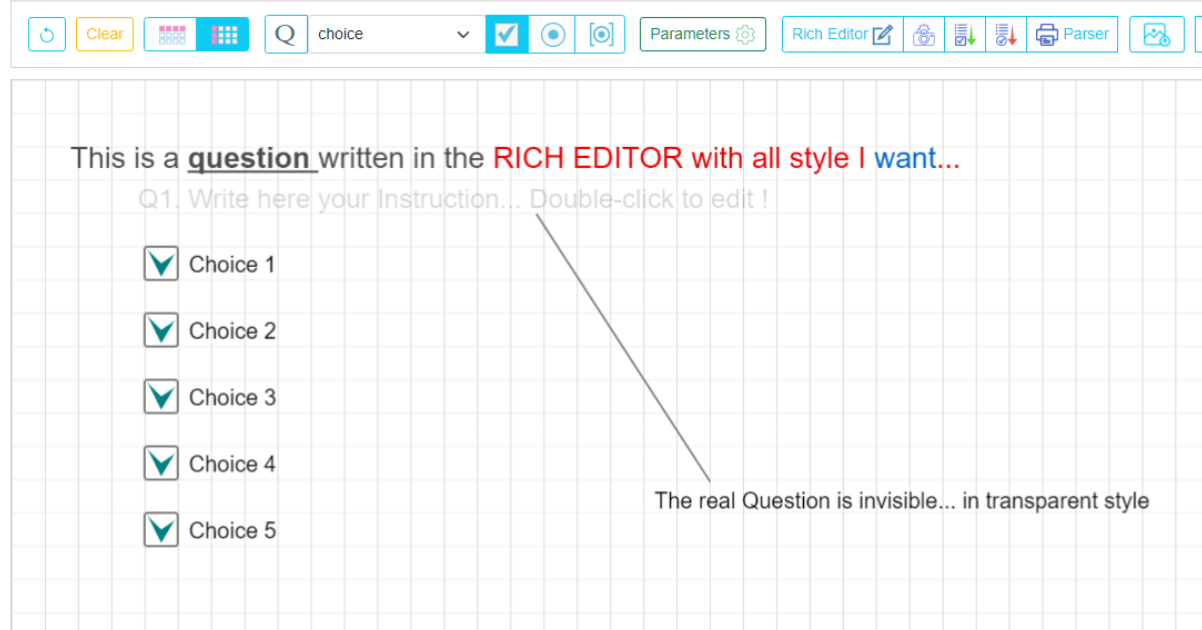 Clear Q choice Parameters Rich Editor Parser
This is a question written in the RICH EDITOR with all style I want...
Q1. Write here your Instruction... Double-click to edit !
Choice 1
Choice 2
Choice 3
Choice 4
The real Question is invisible... in transparent style
Choice 5